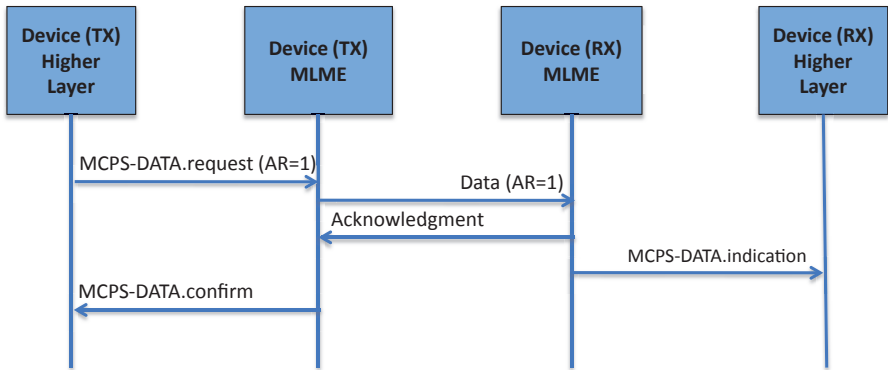 Device (TX)
Higher
Layer
Device (TX)
MLME
Device (RX)
MLME
Device (RX)
Higher
Layer
MCPS-DATA.request (AR=1)
Data (AR=1)
Acknowledgment
MCPS-DATA.indication
MCPS-DATA.confirm